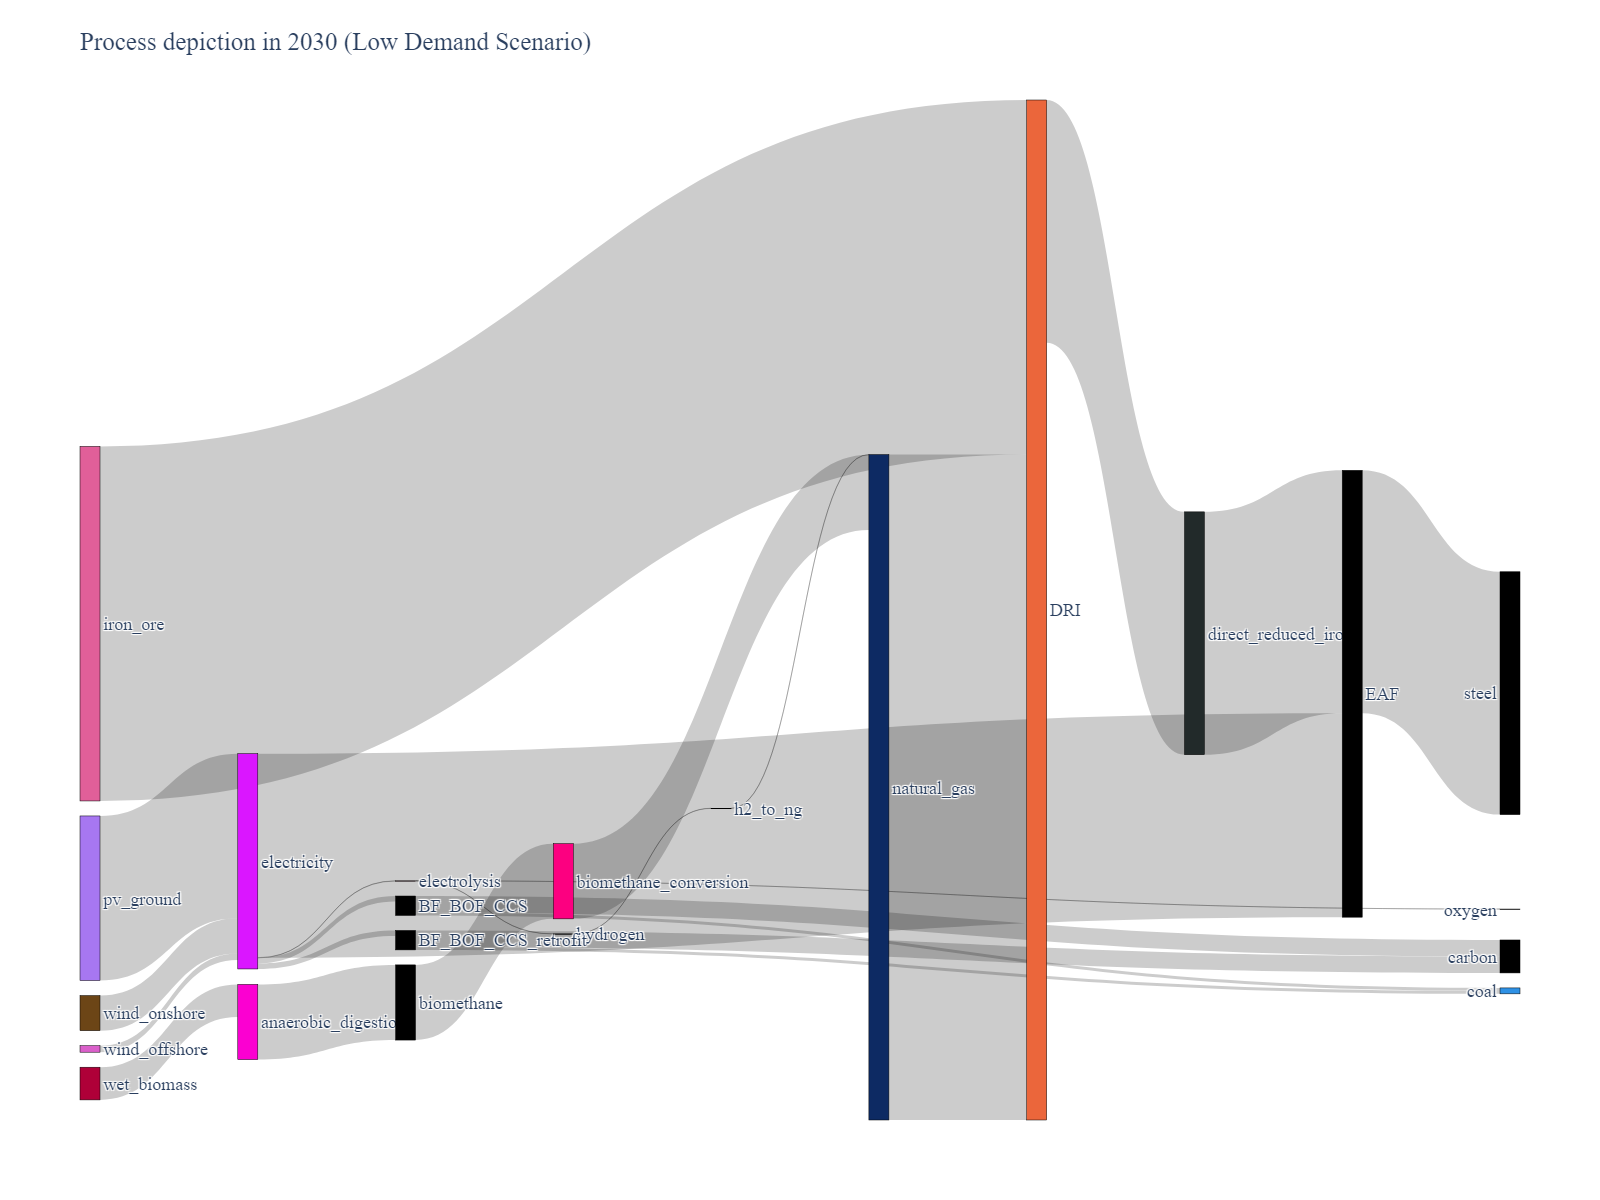 Process depiction in 2030 (Low Demand Scenario)
iron_ore
pv_ground
wind_onshore
wind_offshore
wet_biomass
electricity
anaerobic_digestio
electrolysis
BF_BOF_CCS
BF_BOF_CCS_retrofit
biomethane
biomethane_conversion
hydrogen
h2_to_ng
natural_gas
DRI
direct_reduced_iro
EAF
steel
oxygen
carbon
coal